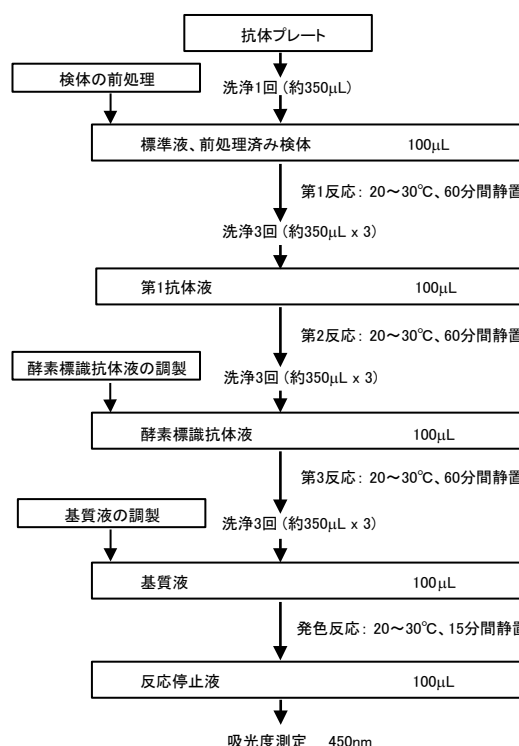 抗体プレート
検体の前処理
洗浄1回 (約350μL)
標準液、前処理済み検体 100μL
第1反応: 20~30℃、60分間静置
洗浄3回 (約350μL x 3)
第1抗体液 100μL
第2反応: 20~30℃、60分間静置
酵素標識抗体液の調製
洗浄3回 (約350μL x 3)
酵素標識抗体液 100μL
第3反応: 20~30℃、60分間静置
基質液の調製
洗浄3回 (約350μL x 3)
基質液 100μL
発色反応: 20~30℃、15分間静置
反応停止液 100μL
吸光度測定 450nm